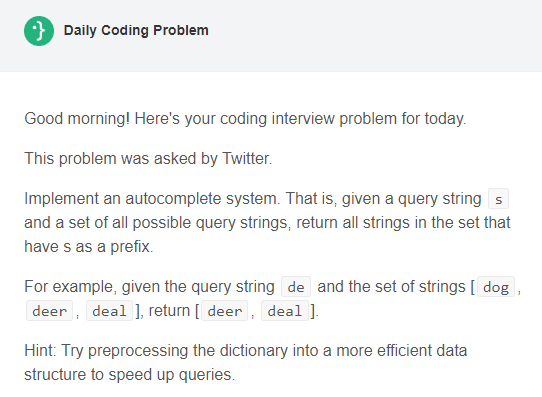 Daily Coding Problem
Good morning! Here's your coding interview problem for today.
This problem was asked by Twitter.
Implement an autocomplete system. That is, given a query string s
and a set of all possible query strings, return all strings in the set that
have s as a prefix.
For example, given the query string de and the set of strings [ dog ,
deer , deal ], return [ deer , deal ].
Hint: Try preprocessing the dictionary into a more efficient data
structure to speed up queries.